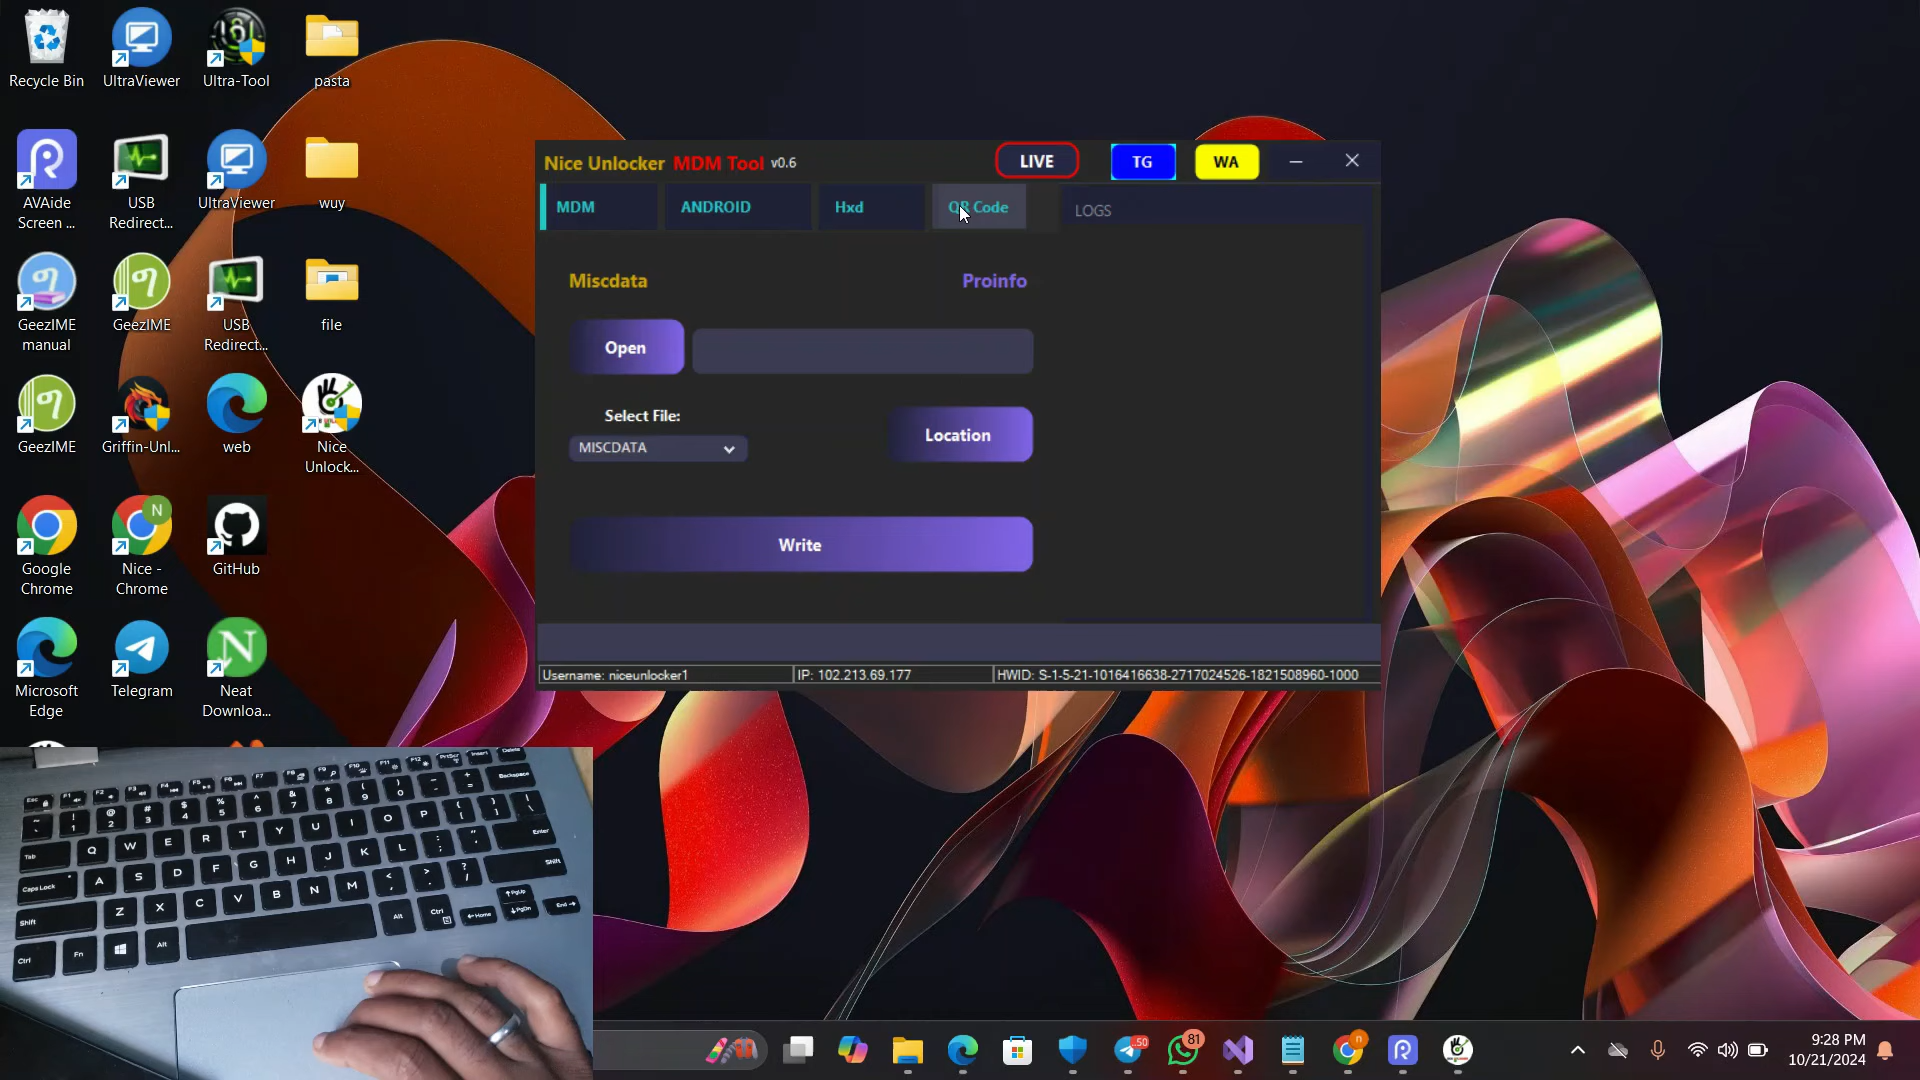 Recycle Bin
UltraViewer
Ultra-Tool
pasta
AVAide
Screen ...
USB
Redirect...
UltraViewer
wuy
GeezIME
manual
GeezIME
USB
Redirect...
file
GeezIME
Griffin-Unl...
web
Nice
Unlock...
Google
Chrome
Nice -
Chrome
GitHub
Microsoft
Edge
Telegram
Neat
Downloa...
Nice Unlocker MDM Tool v0.6
LIVE
TG
WA
MDM
ANDROID
Hxd
QR Code
LOGS
Miscdata
Proinfo
Open
Select File:
MISCDATA
Location
Write
Username: niceunlocker1
IP: 102.213.69.177
HWID: S-1-5-21-1016416638-2717024526-1821508960-1000
.50
81
9:28 PM
10/21/2024